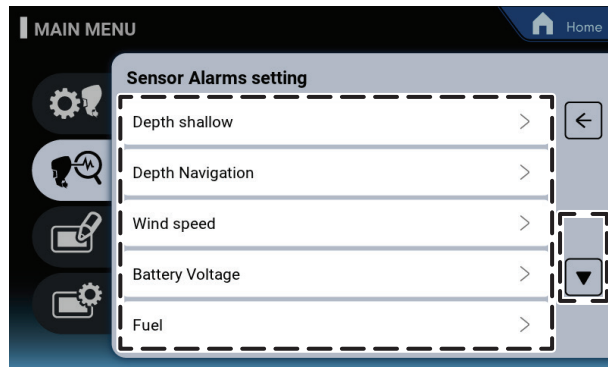 MAIN MENU
Home
Sensor Alarms setting
Depth shallow
Depth Navigation
Wind speed
Battery Voltage
Fuel